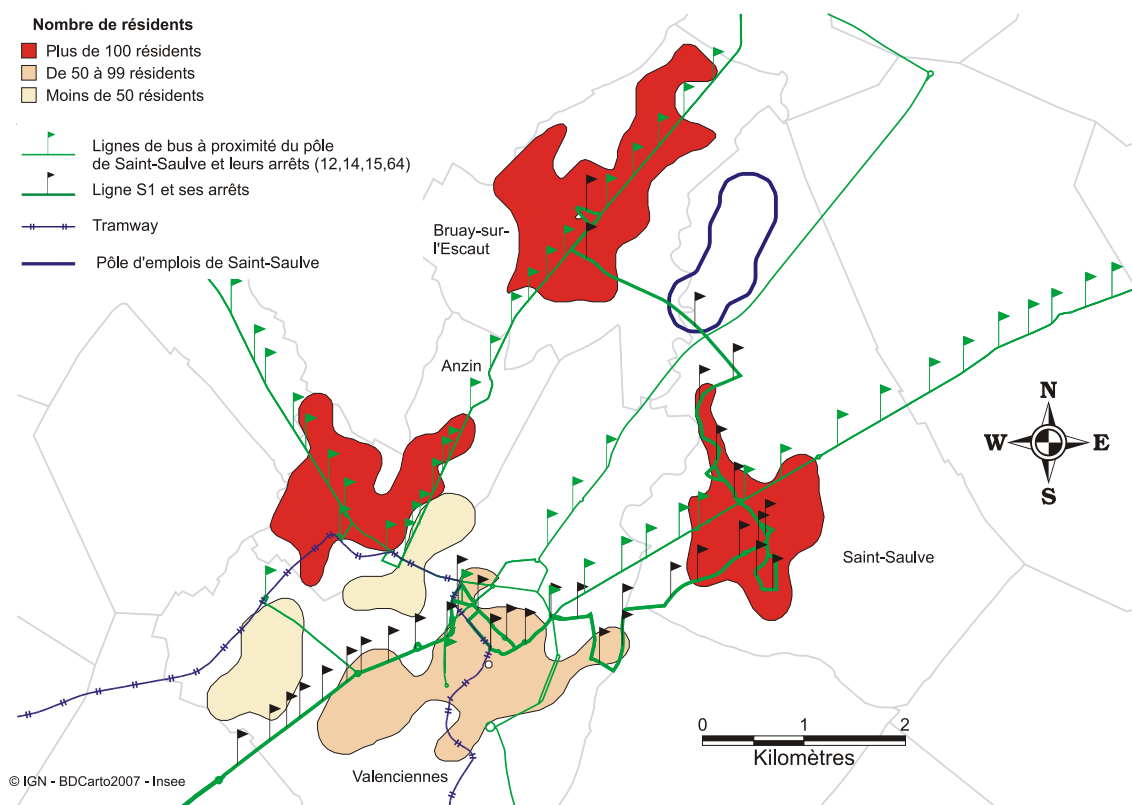 Nombre de résidents
Plus de 100 résidents
De 50 à 99 résidents
Moins de 50 résidents
Lignes de bus à proximité du pôle
de Saint-Saulve et leurs arrêts (12,14,15,64)
Ligne S1 et ses arrêts
Tramway
Pôle d'emplois de Saint-Saulve
Bruay-sur-
l'Escaut
Anzin
N
W
E
S
Saint-Saulve
0
1
2
Kilomètres
Valenciennes
© IGN - BDCarto2007 - Insee